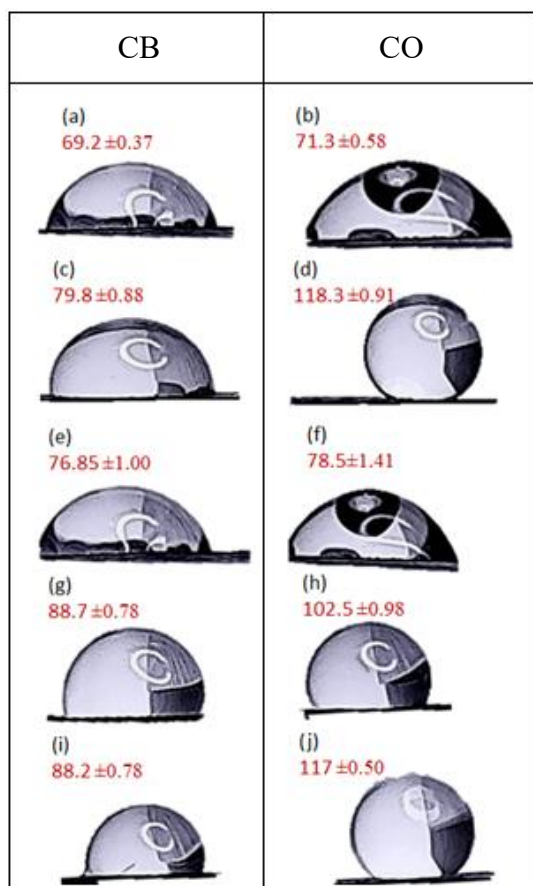 CB CO
(a) (b)
69.2 ±0.37 71.3 ±0.58
(c) (d)
79.8 ±0.88 118.3 ±0.91
(e) (f)
76.85 ±1.00 78.5±1.41
(g) (h)
88.7 ±0.78 102.5 ±0.98
(i) (j)
88.2 ±0.78 117 ±0.50